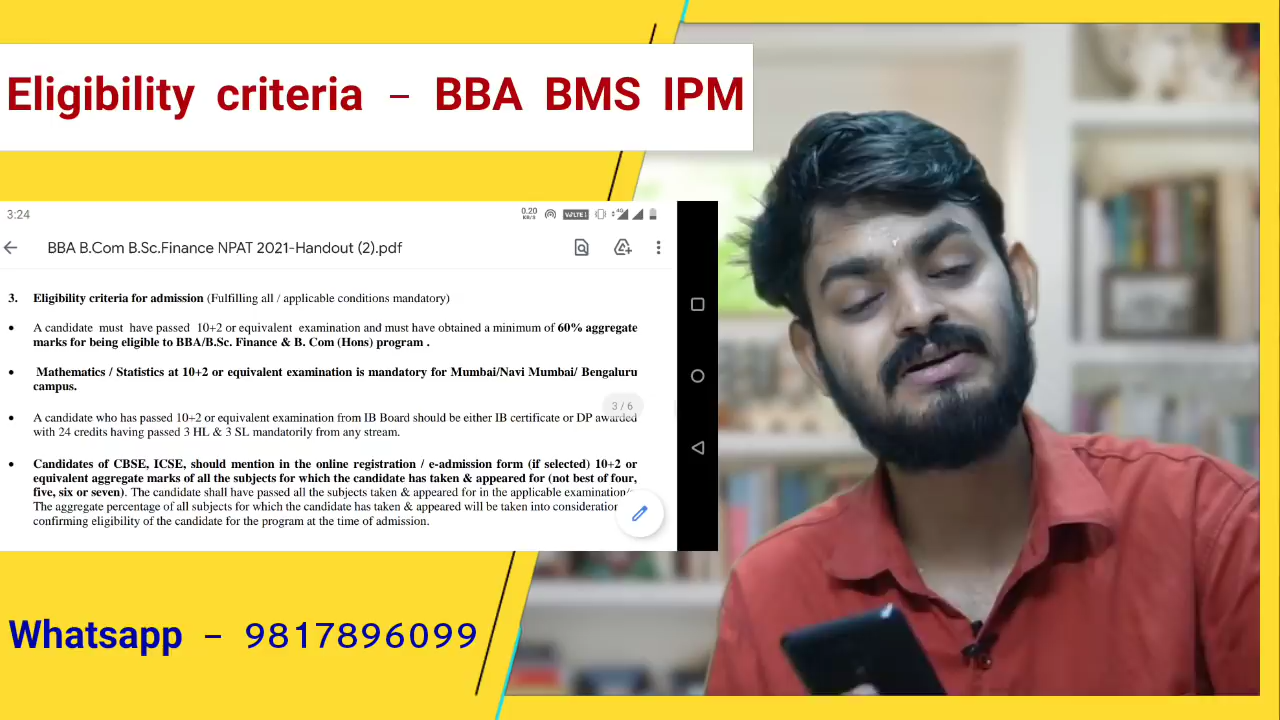 Eligibility criteria – BBA BMS IPM
3:24
0.20
KB/S
VoLTE
4G
BBA B.Com B.Sc.Finance NPAT 2021-Handout (2).pdf
3. Eligibility criteria for admission (Fulfilling all / applicable conditions mandatory)
• A candidate must have passed 10+2 or equivalent examination and must have obtained a minimum of 60% aggregate
marks for being eligible to BBA/B.Sc. Finance & B. Com (Hons) program .
• Mathematics / Statistics at 10+2 or equivalent examination is mandatory for Mumbai/Navi Mumbai/ Bengaluru
campus.
3 / 6
• A candidate who has passed 10+2 or equivalent examination from IB Board should be either IB certificate or DP awarded
with 24 credits having passed 3 HL & 3 SL mandatorily from any stream.
• Candidates of CBSE, ICSE, should mention in the online registration / e-admission form (if selected) 10+2 or
equivalent aggregate marks of all the subjects for which the candidate has taken & appeared for (not best of four,
five, six or seven). The candidate shall have passed all the subjects taken & appeared for in the applicable examination/
The aggregate percentage of all subjects for which the candidate has taken & appeared will be taken into consideration
confirming eligibility of the candidate for the program at the time of admission.
Whatsapp – 9817896099